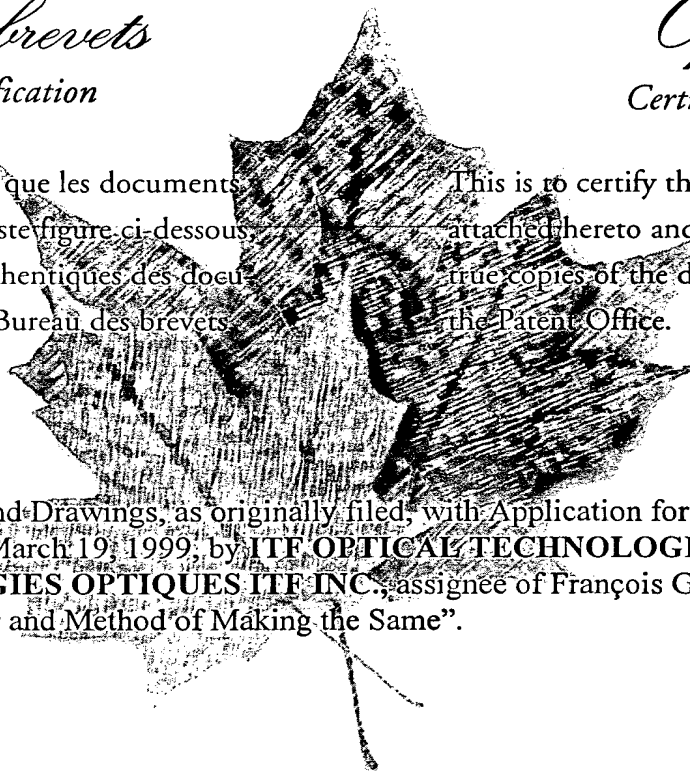 brevets
fication
que les documents
ste figure ci-dessous
hentiques des docu
Bureau des brevets
Certi
This is to certify th
attached hereto and
true copies of the d
the Patent Office.
nd Drawings, as originally filed, with Application for
March 19, 1999, by ITF OPTICAL TECHNOLOGI
GIES OPTIQUES ITF INC., assignee of François G
and Method of Making the Same”.